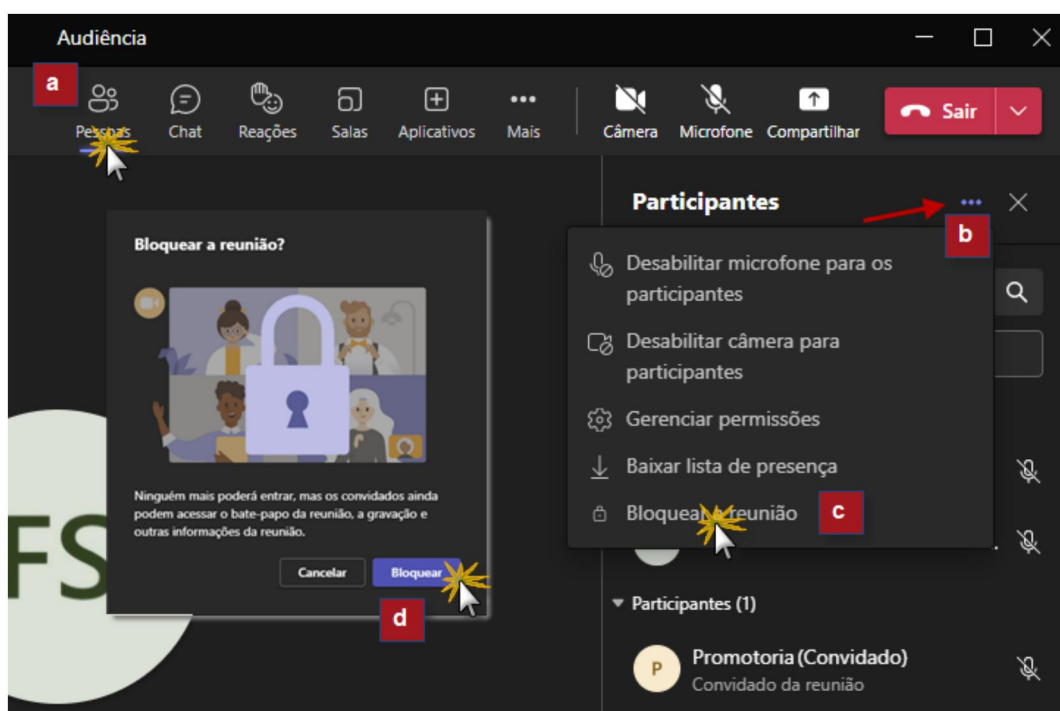 Audiência
a
Pessoas
Chat
Reações
Salas
Aplicativos
Mais
Câmera
Microfone
Compartilhar
Sair
Participantes
b
Bloquear a reunião?
Desabilitar microfone para os
participantes
Desabilitar câmera para
participantes
Gerenciar permissões
Baixar lista de presença
Bloquear a reunião
c
Ninguém mais poderá entrar, mas os convidados ainda
podem acessar o bate-papo da reunião, a gravação e
outras informações da reunião.
Cancelar
Bloquear
d
FS
Participantes (1)
P
Promotoria (Convidado)
Convidado da reunião